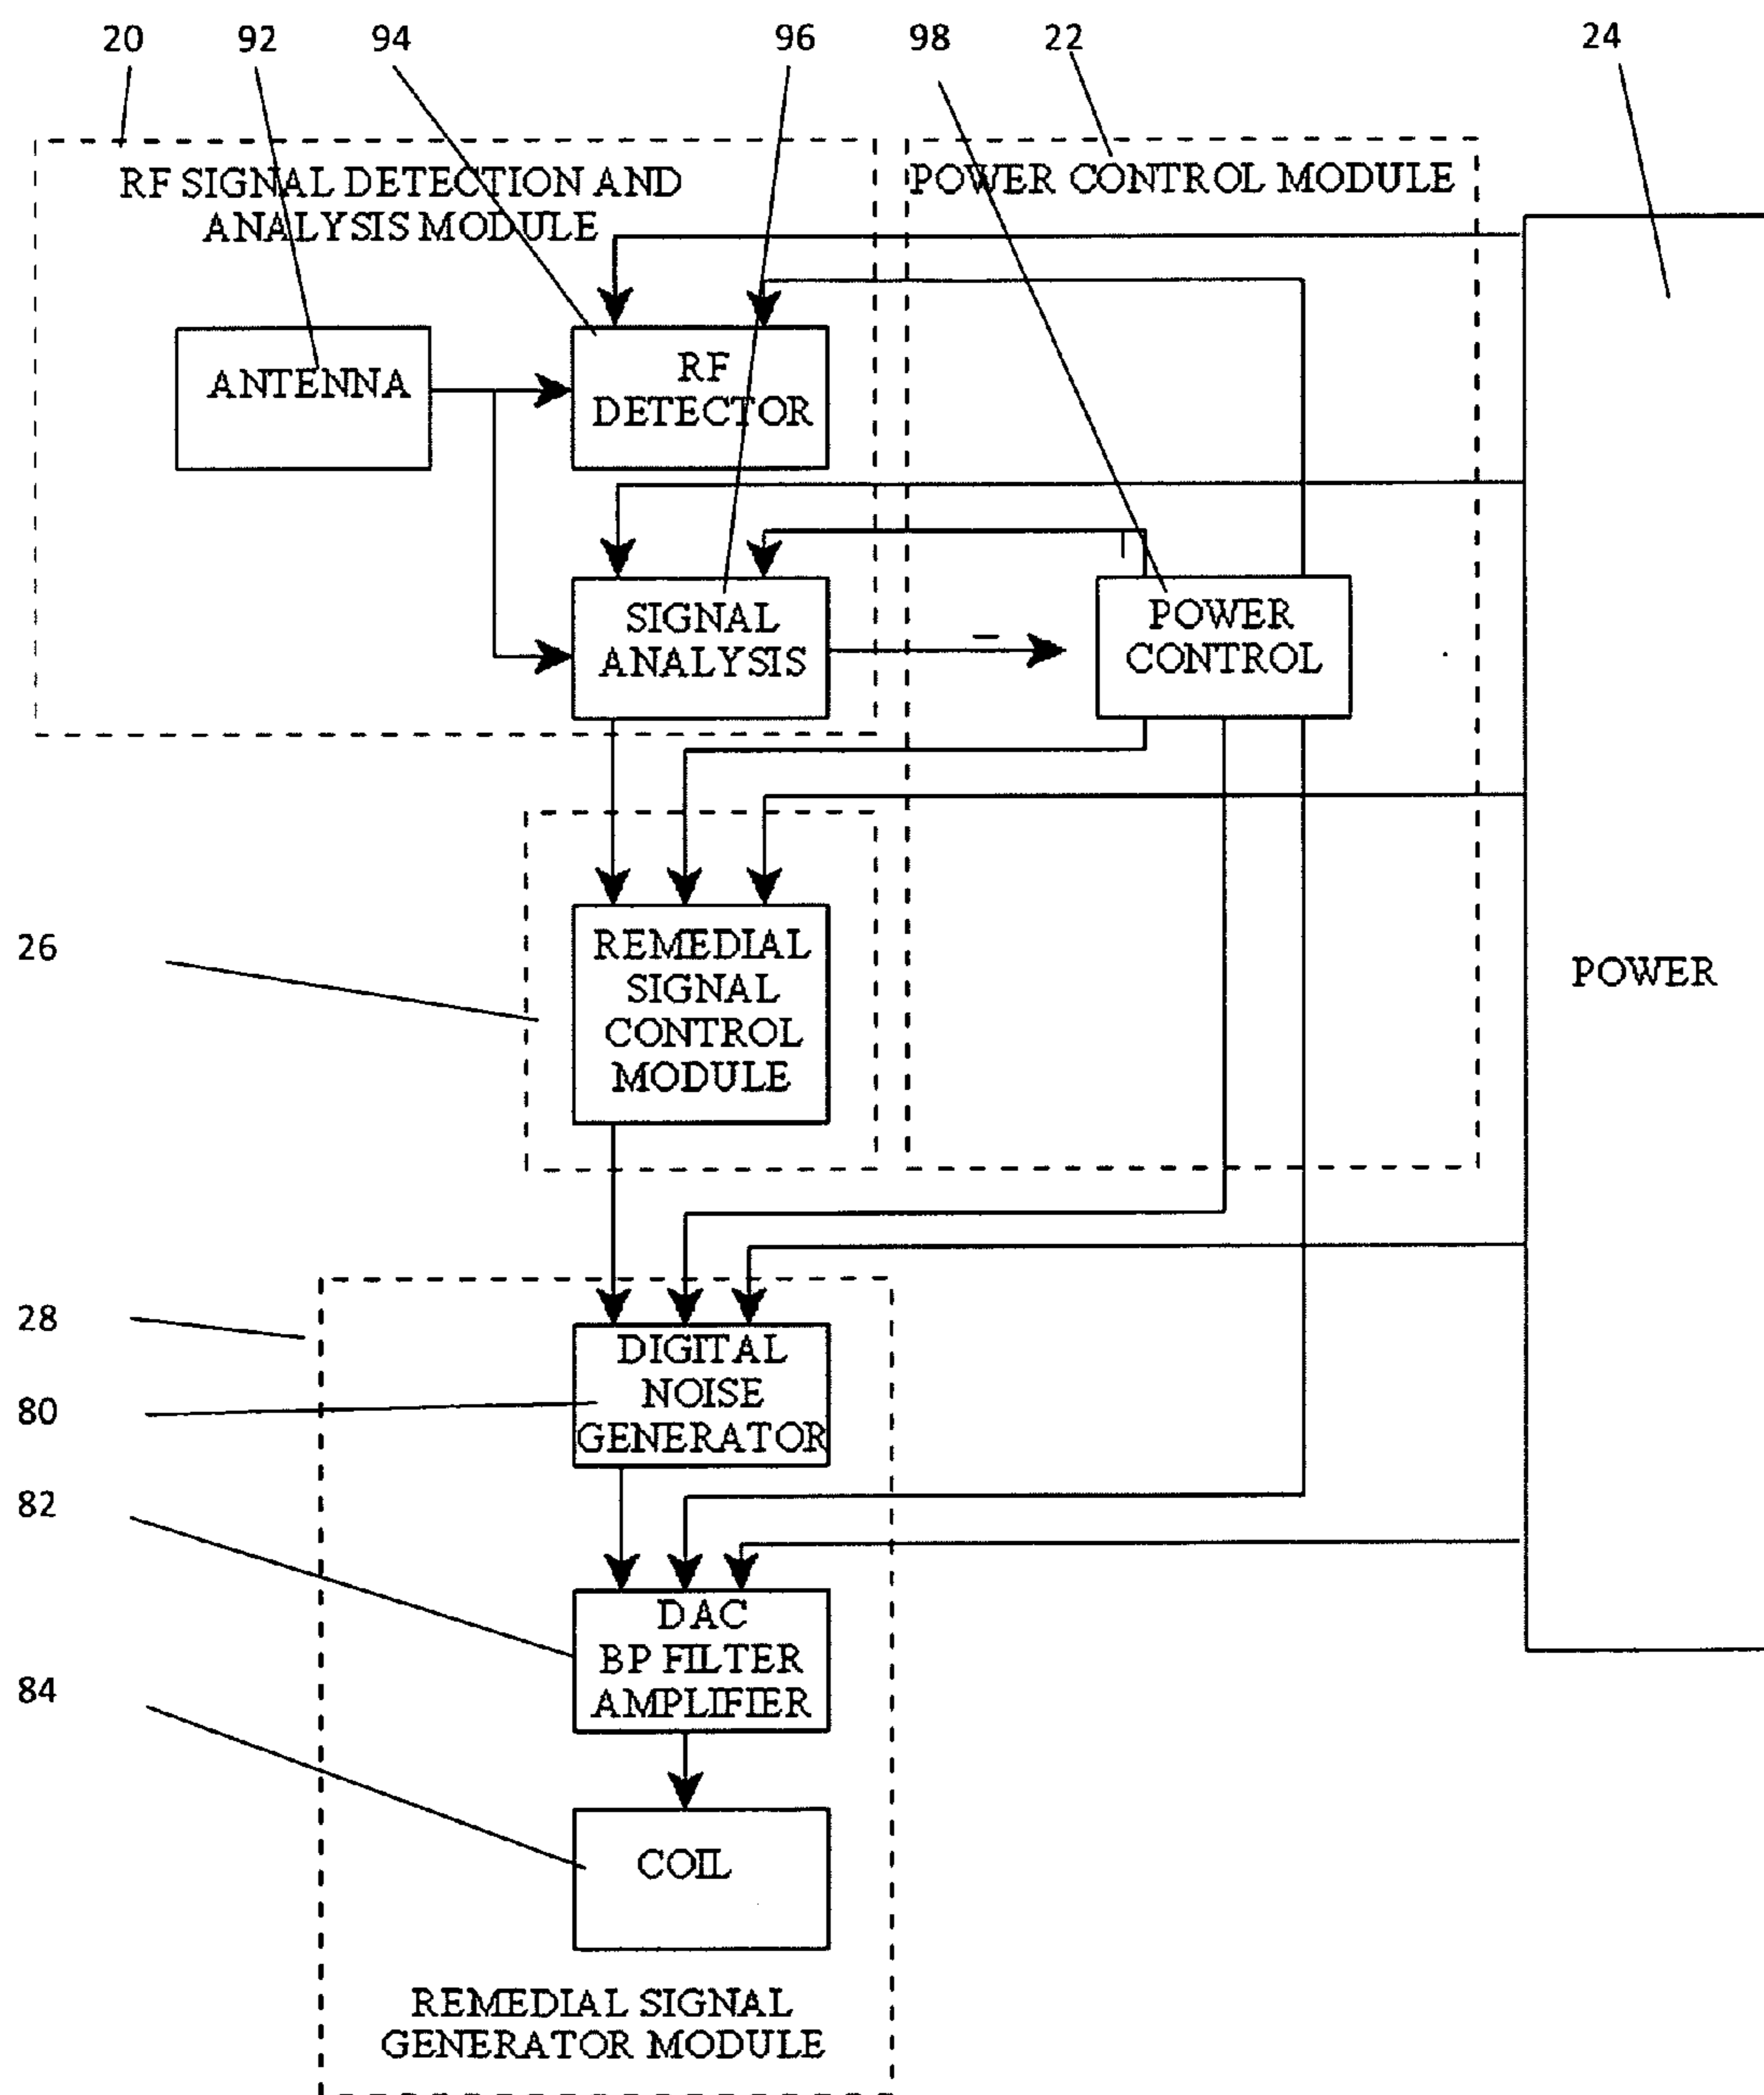 20 92 94 96 98 22 24
RF SIGNAL DETECTION AND
ANALYSIS MODULE
POWER CONTROL MODULE
ANTENNA
RF
DETECTOR
SIGNAL
ANALYSIS
POWER
CONTROL
26
REMEDIAL
SIGNAL
CONTROL
MODULE
POWER
28
80
DIGITAL
NOISE
GENERATOR
82
DAC
BP FILTER
AMPLIFIER
84
COIL
REMEDIAL SIGNAL
GENERATOR MODULE